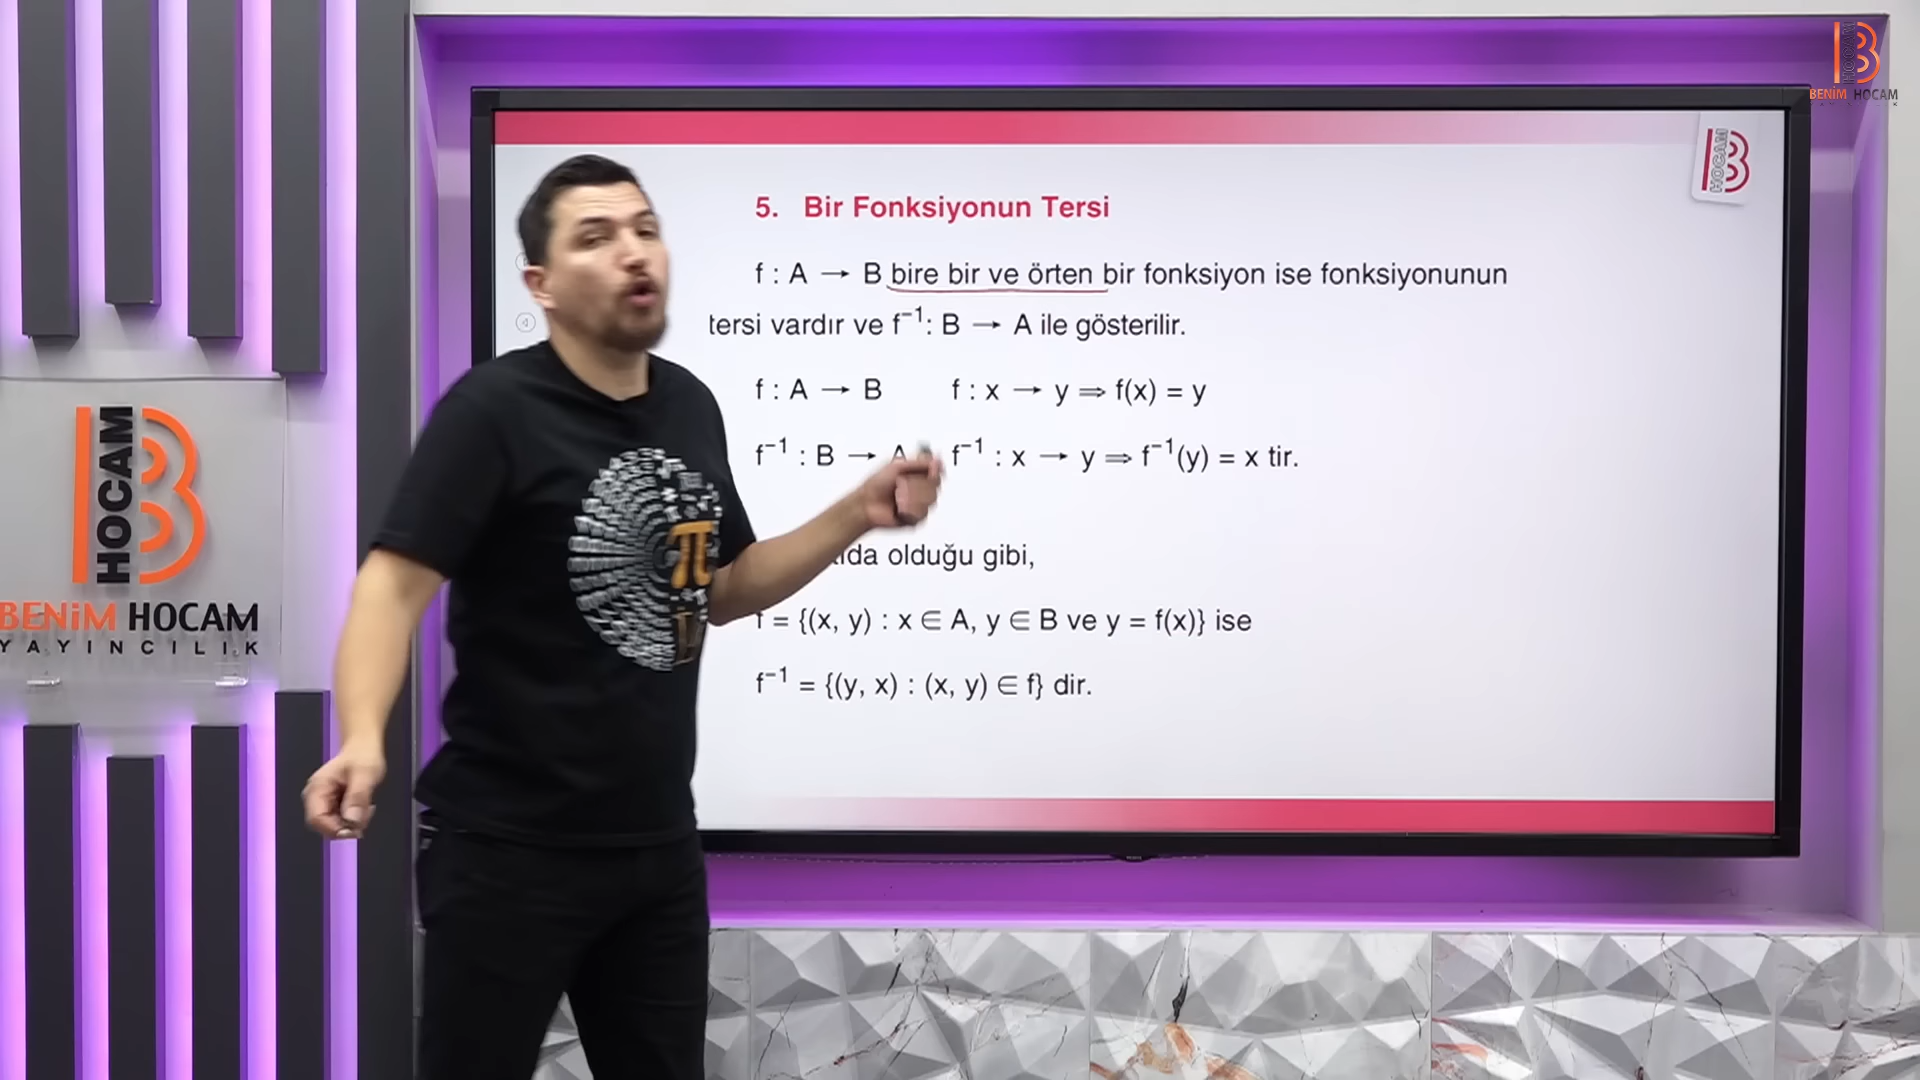 HOCAM
BENİM HOCAM
HOCAM
5. Bir Fonksiyonun Tersi
f : A → B bire bir ve örten bir fonksiyon ise fonksiyonunun
tersi vardır ve f⁻¹: B → A ile gösterilir.
f : A → B f : x → y ⇒ f(x) = y
f⁻¹ : B → A f⁻¹ : x → y ⇒ f⁻¹(y) = x tir.
olduğu gibi,
f = {(x, y) : x ∈ A, y ∈ B ve y = f(x)} ise
f⁻¹ = {(y, x) : (x, y) ∈ f} dir.
HOCAM
BENİM HOCAM
YAYINCILIK
π